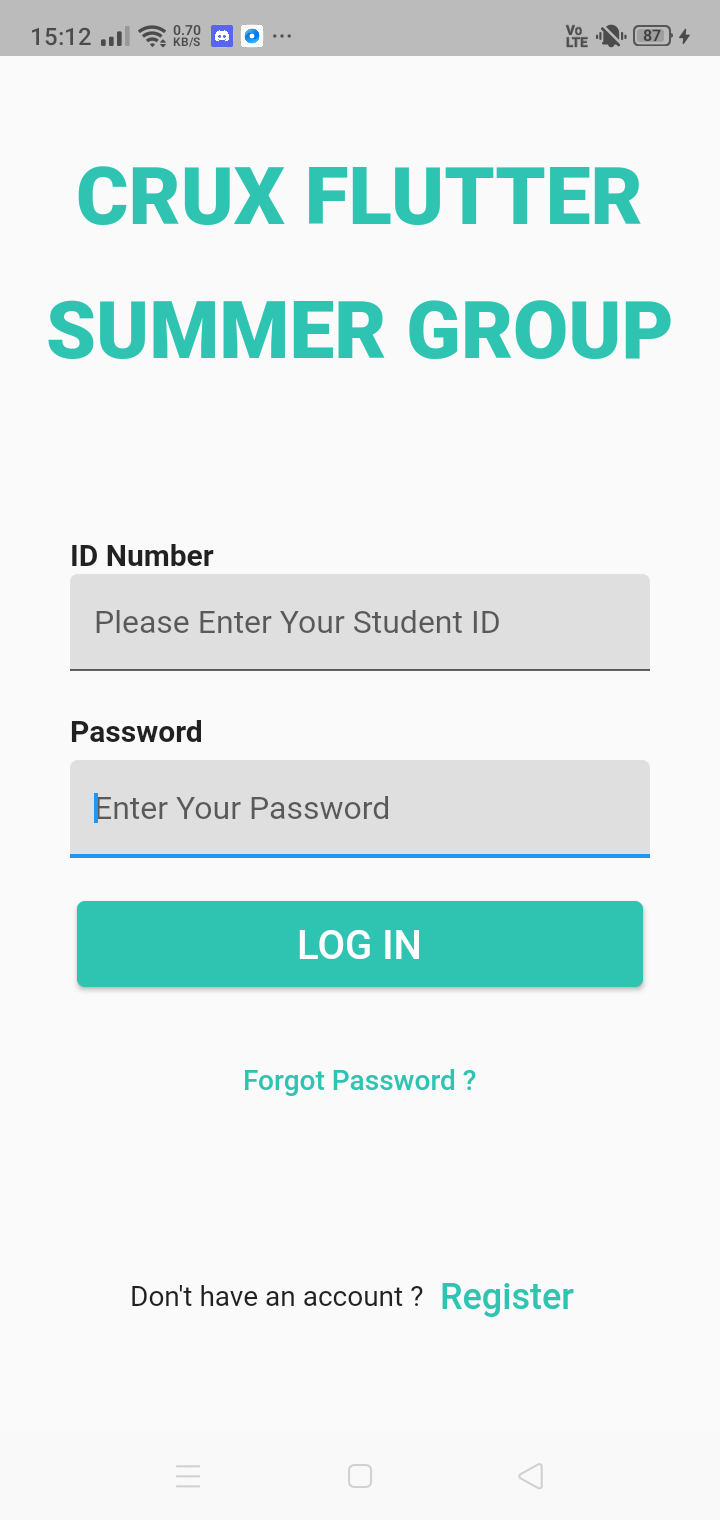 15:12 0.70 KB/S ... Vo LTE 87
CRUX FLUTTER
SUMMER GROUP
ID Number
Please Enter Your Student ID
Password
Enter Your Password
LOG IN
Forgot Password ?
Don't have an account ? Register